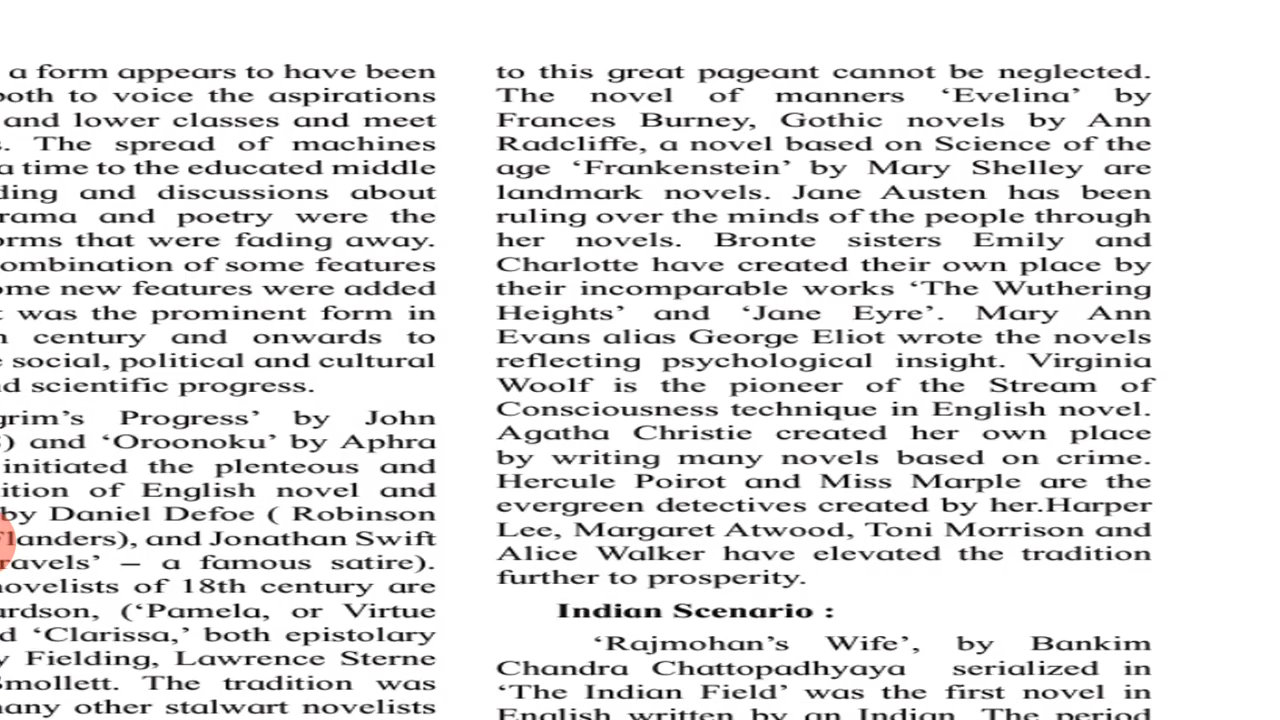 a form appears to have been
both to voice the aspirations
and lower classes and meet
The spread of machines
a time to the educated middle
and discussions about
and poetry were the
that were fading away.
combination of some features
some new features were added
was the prominent form in
century and onwards to
social, political and cultural
scientific progress.
Progress' by John
and 'Oroonoku' by Aphra
initiated the plenteous and
of English novel and
by Daniel Defoe ( Robinson
Flanders), and Jonathan Swift
– a famous satire).
novelists of 18th century are
('Pamela, or Virtue
'Clarissa,' both epistolary
Fielding, Lawrence Sterne
Smollett. The tradition was
many other stalwart novelists
to this great pageant cannot be neglected.
The novel of manners 'Evelina' by
Frances Burney, Gothic novels by Ann
Radcliffe, a novel based on Science of the
age 'Frankenstein' by Mary Shelley are
landmark novels. Jane Austen has been
ruling over the minds of the people through
her novels. Bronte sisters Emily and
Charlotte have created their own place by
their incomparable works 'The Wuthering
Heights' and 'Jane Eyre'. Mary Ann
Evans alias George Eliot wrote the novels
reflecting psychological insight. Virginia
Woolf is the pioneer of the Stream of
Consciousness technique in English novel.
Agatha Christie created her own place
by writing many novels based on crime.
Hercule Poirot and Miss Marple are the
evergreen detectives created by her.Harper
Lee, Margaret Atwood, Toni Morrison and
Alice Walker have elevated the tradition
further to prosperity.
Indian Scenario :
'Rajmohan's Wife', by Bankim
Chandra Chattopadhyaya serialized in
'The Indian Field' was the first novel in
English written by an Indian. The period